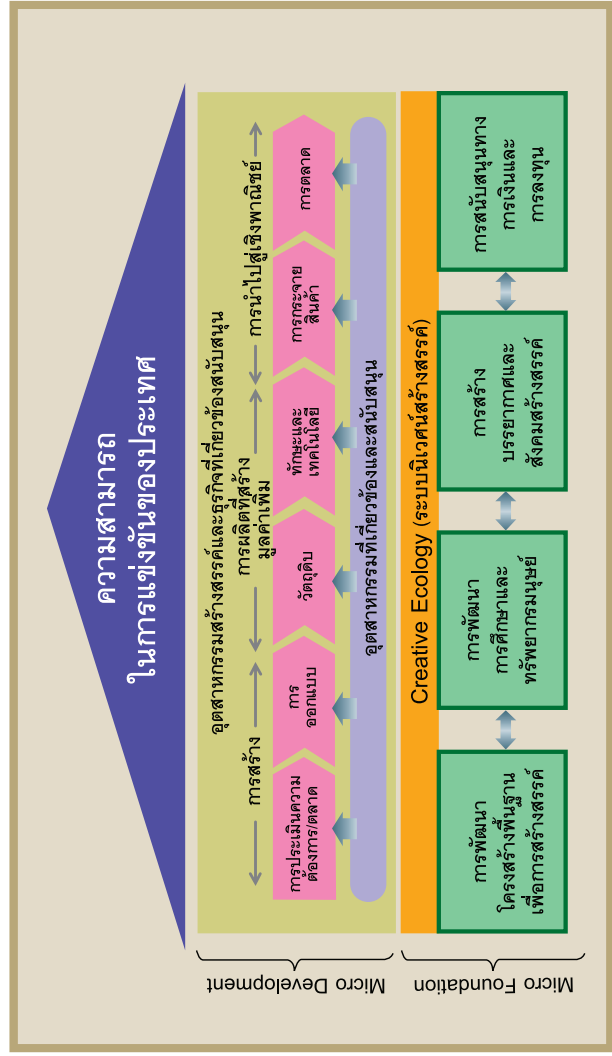 ความสามารถ
ในการแข่งขันของประเทศ
อุตสาหกรรมสร้างสรรค์และธุรกิจที่เกี่ยวข้องสนับสนุน
การสร้าง
การผลิตที่สร้าง
มูลค่าเพิ่ม
การนำไปสู่เชิงพาณิชย์
การประเมินความ
ต้องการ/ตลาด
การ
ออกแบบ
วัตถุดิบ
ทักษะและ
เทคโนโลยี
การกระจาย
สินค้า
การตลาด
อุตสาหกรรมที่เกี่ยวข้องและสนับสนุน
Micro Development
Creative Ecology (ระบบนิเวศน์สร้างสรรค์)
การพัฒนา
โครงสร้างพื้นฐาน
เพื่อการสร้างสรรค์
การพัฒนา
การศึกษาและ
ทรัพยากรมนุษย์
การสร้าง
บรรยากาศและ
สังคมสร้างสรรค์
การสนับสนุนทาง
การเงินและ
การลงทุน
Micro Foundation